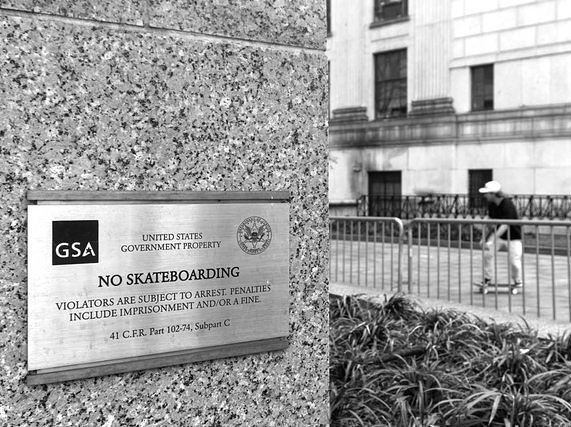 GSA
UNITED STATES
GOVERNMENT PROPERTY
NO SKATEBOARDING
VIOLATORS ARE SUBJECT TO ARREST. PENALTIES
INCLUDE IMPRISONMENT AND/OR A FINE.
41 C.F.R. Part 102-74, Subpart C